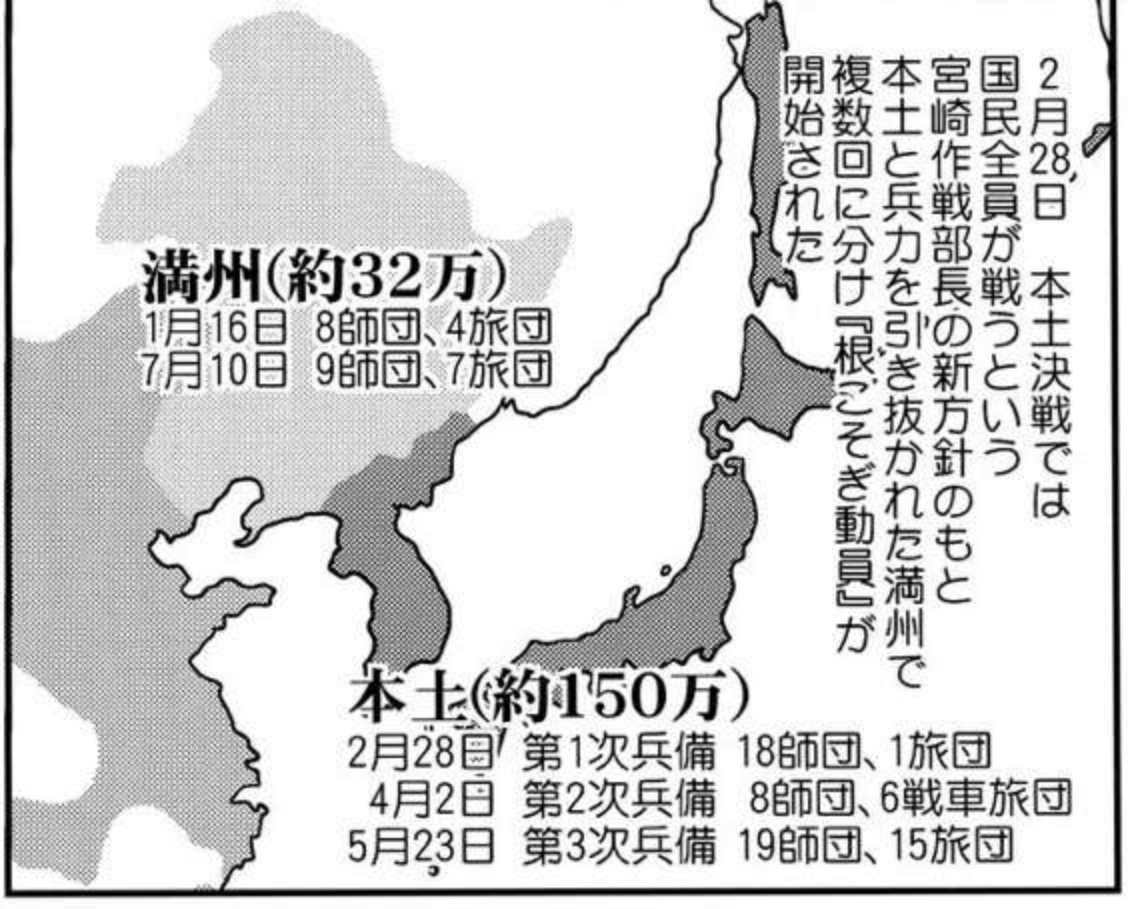 2月28日　本土決戦では
国民全員が戦うという
宮崎作戦部長の新方針のもと
本土と兵力を引き抜かれた満州で
複数回に分け『根こそぎ動員』が
開始された
満州(約32万)
1月16日 8師団、4旅団
7月10日 9師団、7旅団
本土(約150万)
2月28日 第1次兵備 18師団、1旅団
4月2日 第2次兵備 8師団、6戦車旅団
5月23日 第3次兵備 19師団、15旅団